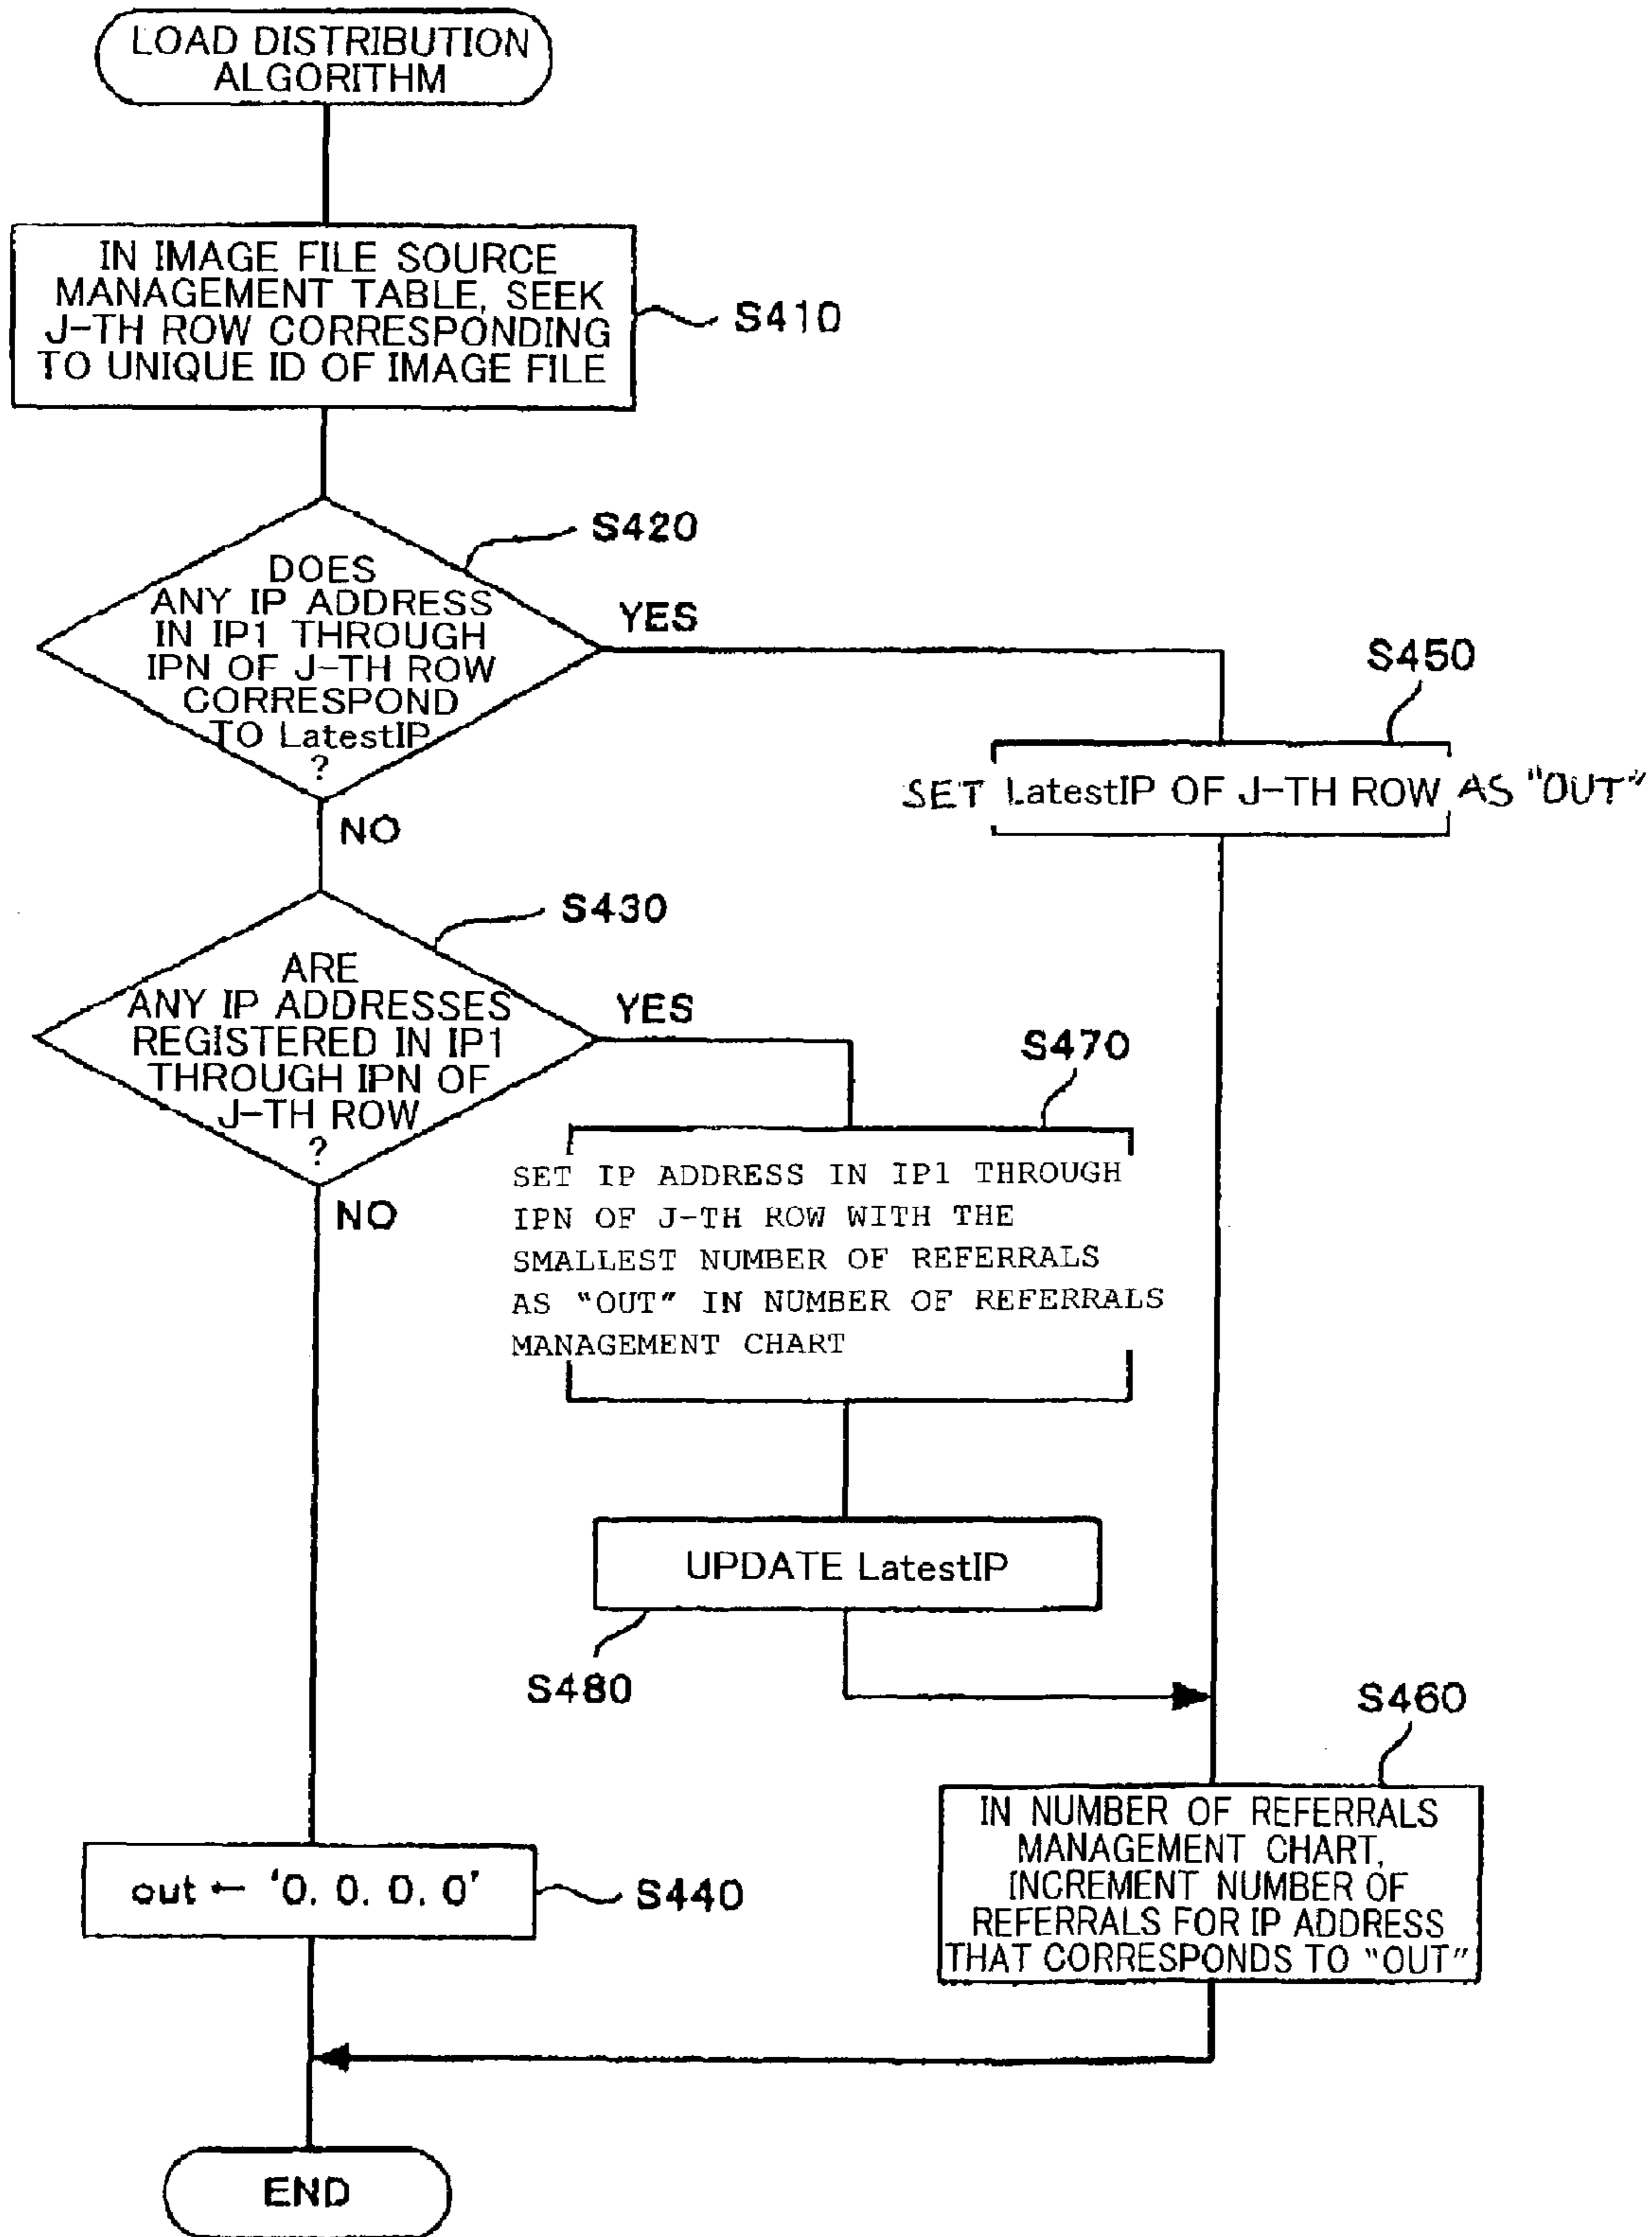 LOAD DISTRIBUTION
ALGORITHM
IN IMAGE FILE SOURCE
MANAGEMENT TABLE, SEEK
J-TH ROW CORRESPONDING
TO UNIQUE ID OF IMAGE FILE
S410
S420
DOES
ANY IP ADDRESS
IN IP1 THROUGH
IPN OF J-TH ROW
CORRESPOND
TO LatestIP
?
YES
NO
S450
SET LatestIP OF J-TH ROW AS "OUT"
S430
ARE
ANY IP ADDRESSES
REGISTERED IN IP1
THROUGH IPN OF
J-TH ROW
?
YES
NO
S470
SET IP ADDRESS IN IP1 THROUGH
IPN OF J-TH ROW WITH THE
SMALLEST NUMBER OF REFERRALS
AS "OUT" IN NUMBER OF REFERRALS
MANAGEMENT CHART
UPDATE LatestIP
S480
S460
IN NUMBER OF REFERRALS
MANAGEMENT CHART,
INCREMENT NUMBER OF
REFERRALS FOR IP ADDRESS
THAT CORRESPONDS TO "OUT"
out ← '0. 0. 0. 0'
S440
END